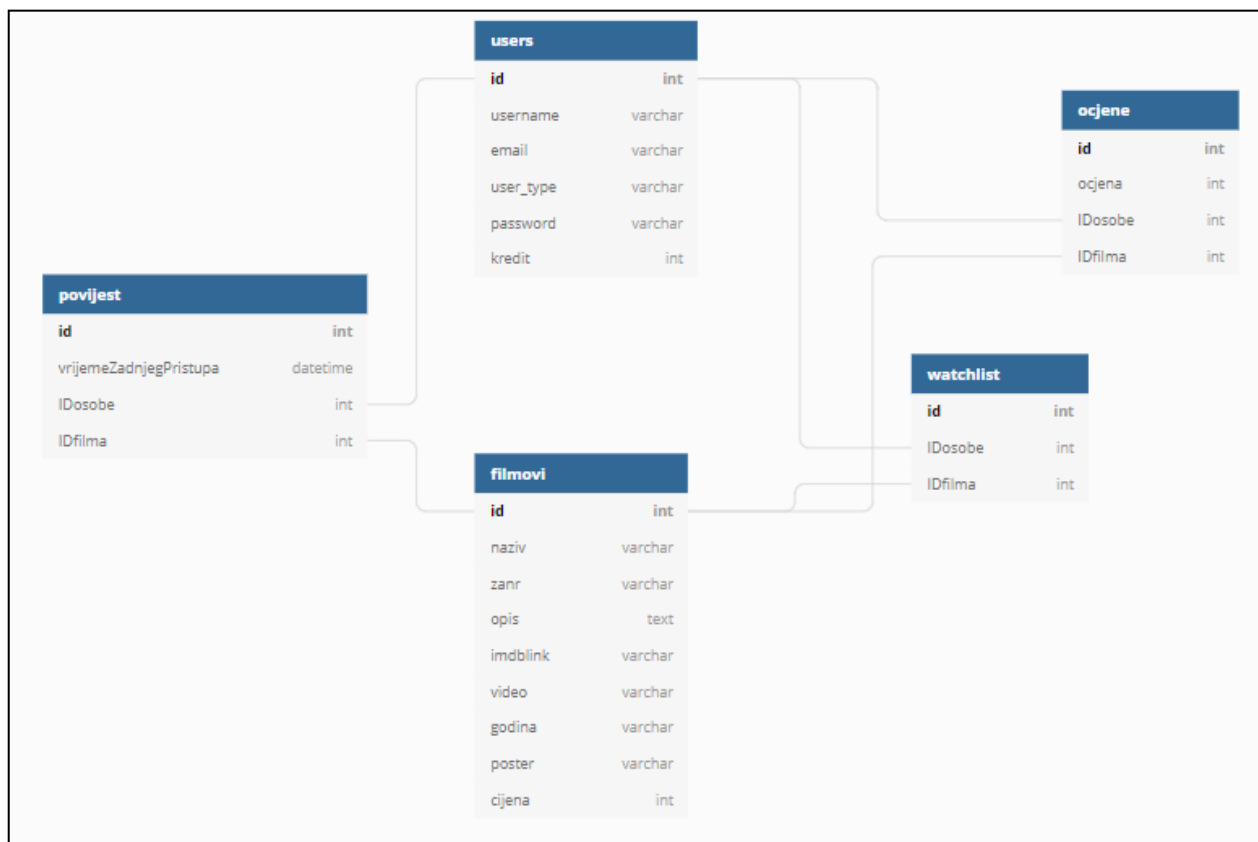 users
id int
username varchar
email varchar
user_type varchar
password varchar
kredit int
ocjene
id int
ocjena int
IDosobe int
IDfilma int
povijest
id int
vrijemeZadnjegPristupa datetime
IDosobe int
IDfilma int
watchlist
id int
IDosobe int
IDfilma int
filmovi
id int
naziv varchar
zanr varchar
opis text
imdblink varchar
video varchar
godina varchar
poster varchar
cijena int